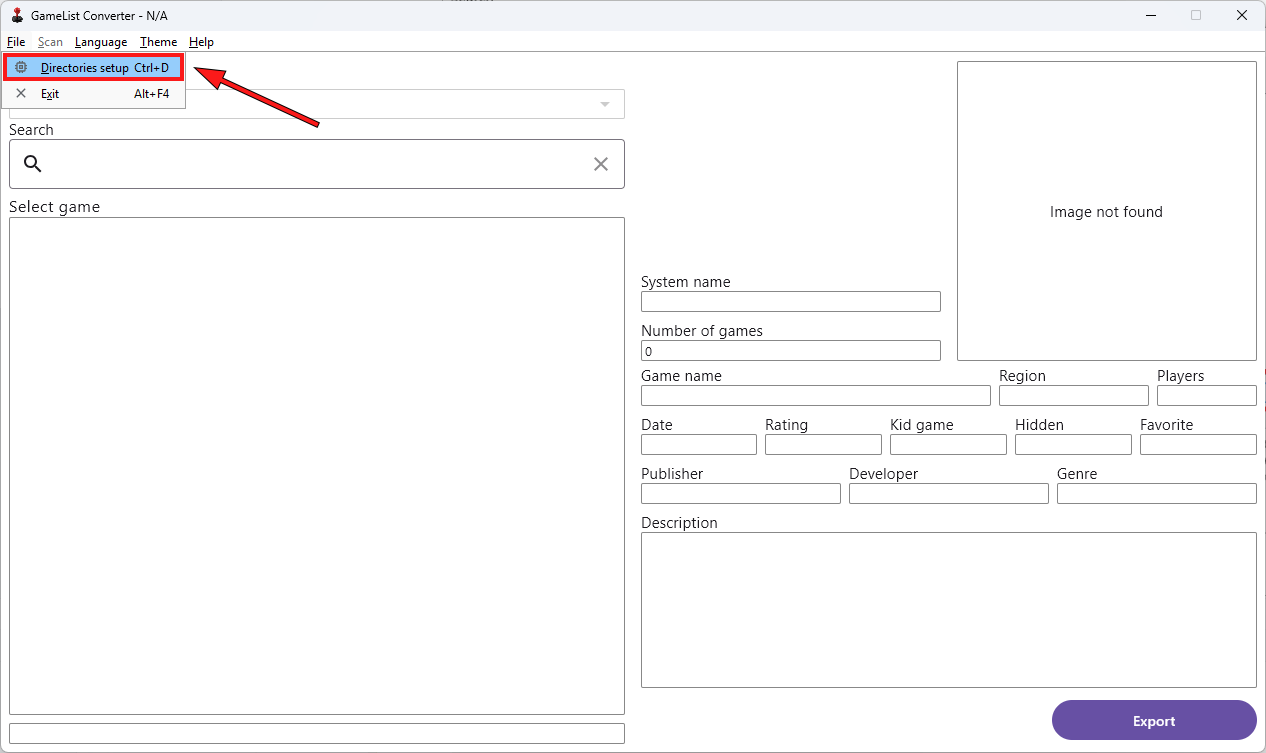 GameList Converter - N/A
File Scan Language Theme Help
Directories setup Ctrl+D
Exit Alt+F4
Search
Select game
Image not found
System name
Number of games
0
Game name Region Players
Date Rating Kid game Hidden Favorite
Publisher Developer Genre
Description
Export